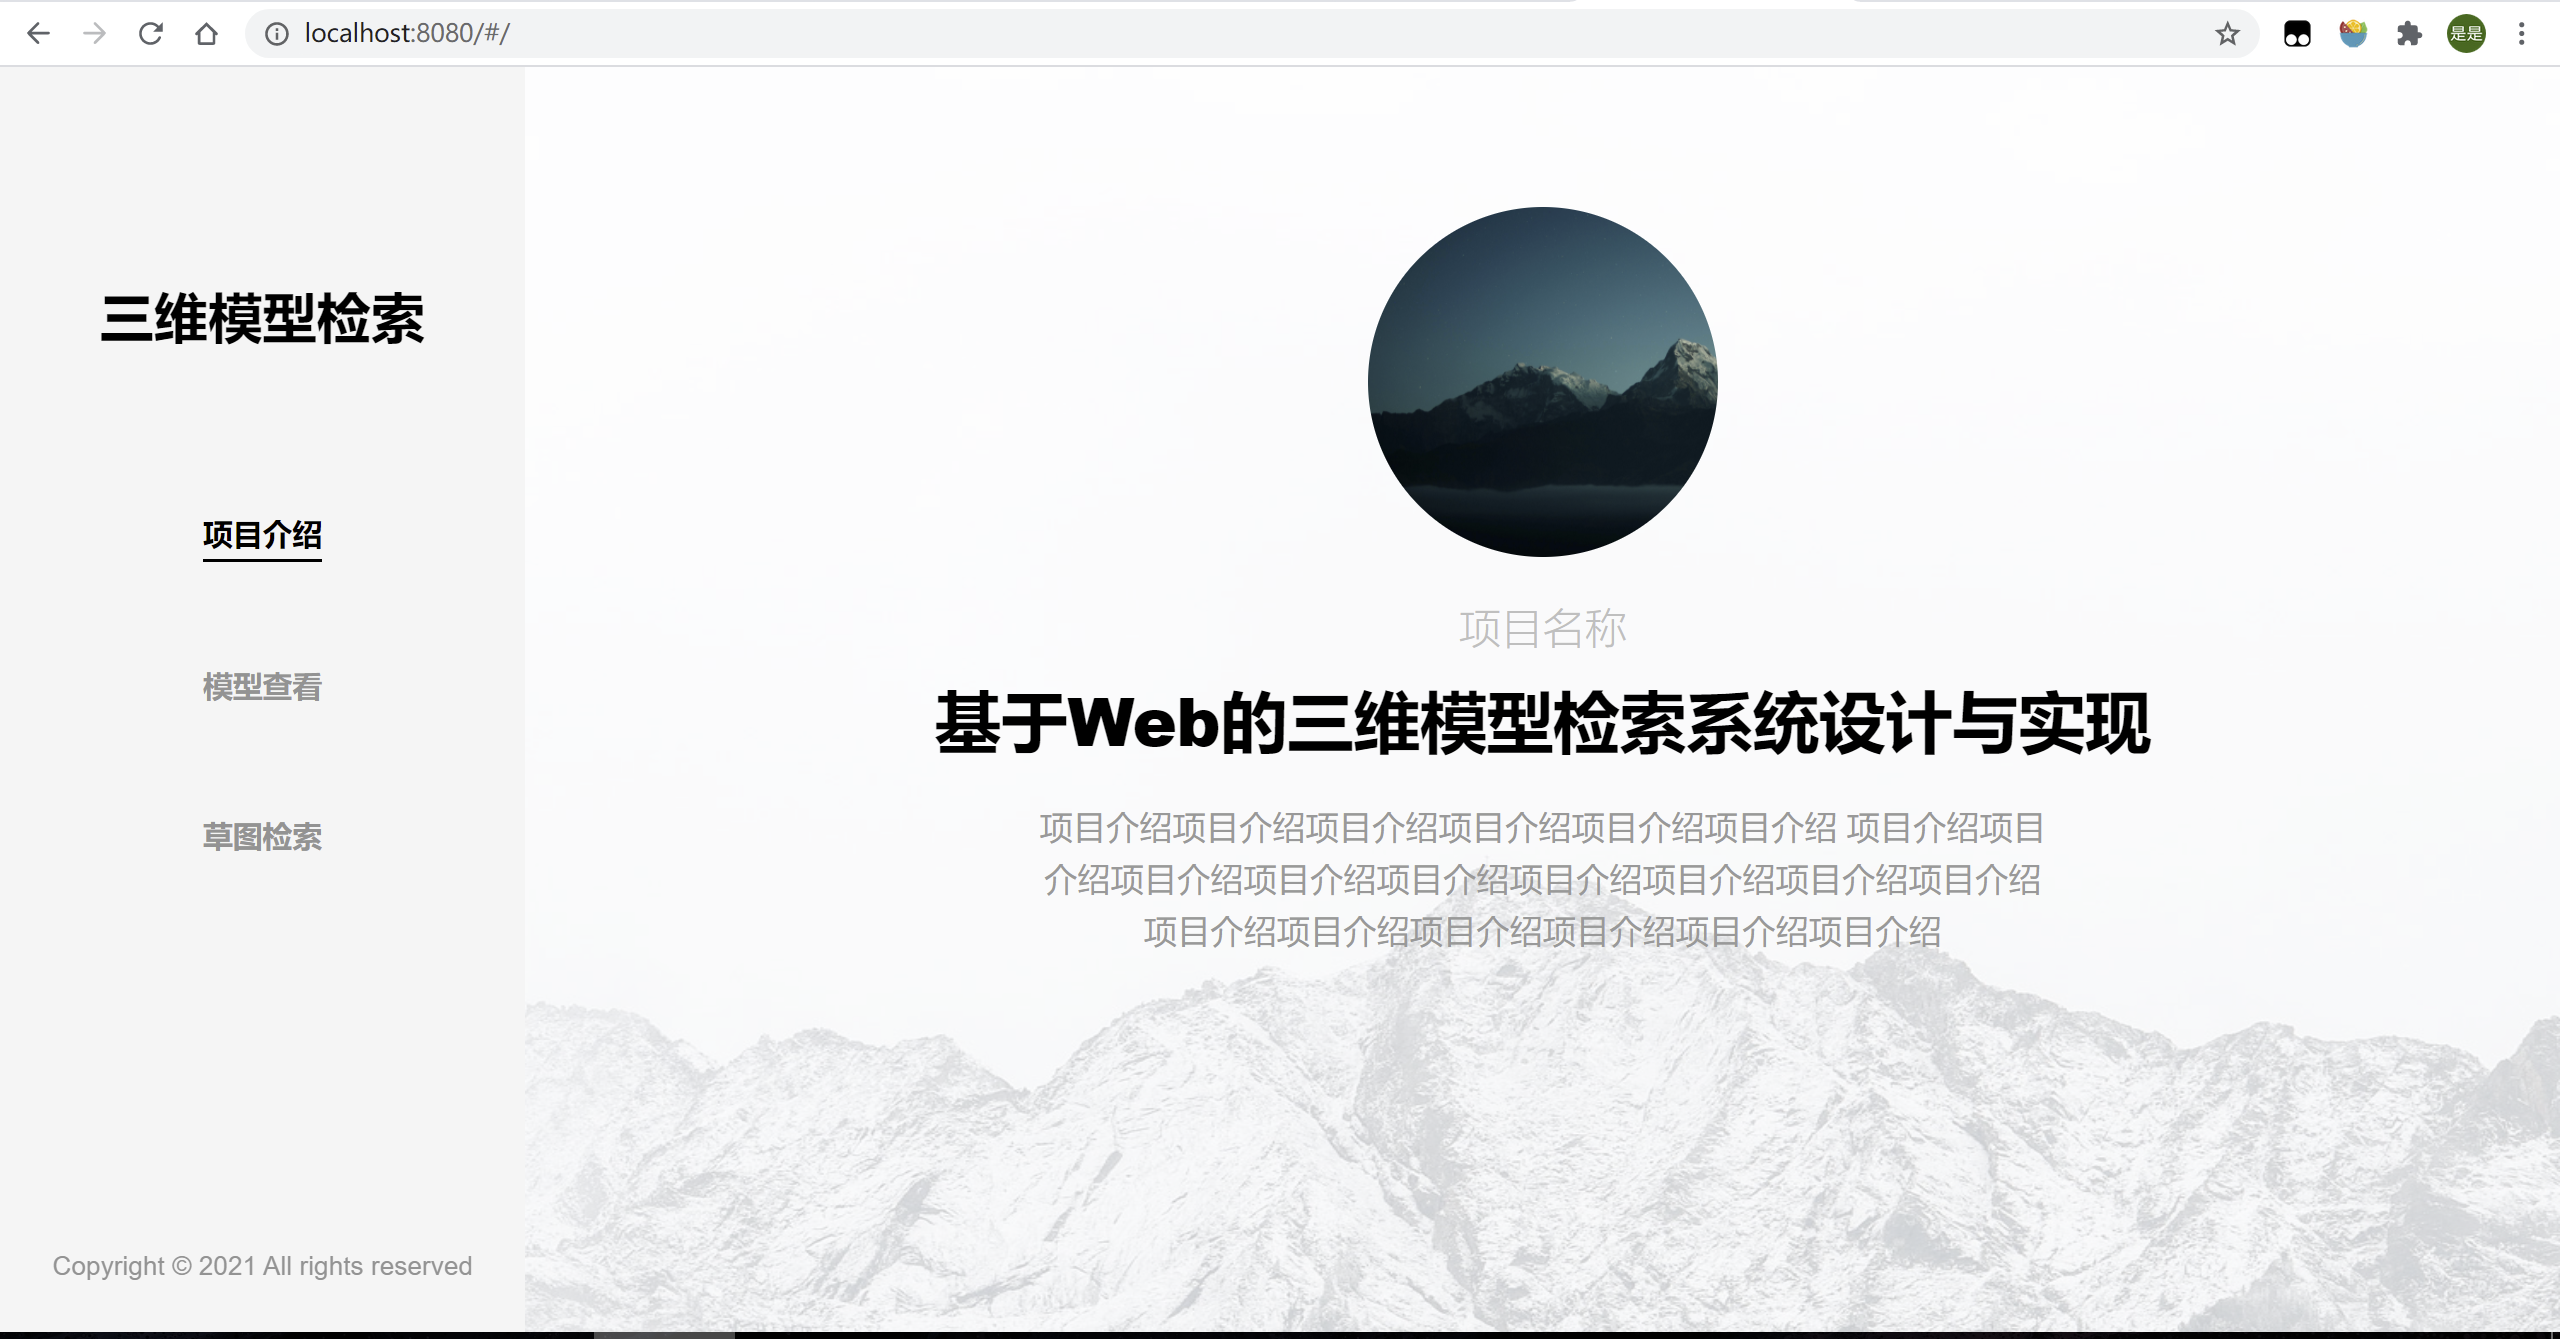 localhost:8080/#/
是是
三维模型检索
项目介绍
模型查看
草图检索
Copyright © 2021 All rights reserved
项目名称
基于Web的三维模型检索系统设计与实现
项目介绍项目介绍项目介绍项目介绍项目介绍项目介绍 项目介绍项目
介绍项目介绍项目介绍项目介绍项目介绍项目介绍项目介绍项目介绍
项目介绍项目介绍项目介绍项目介绍项目介绍项目介绍